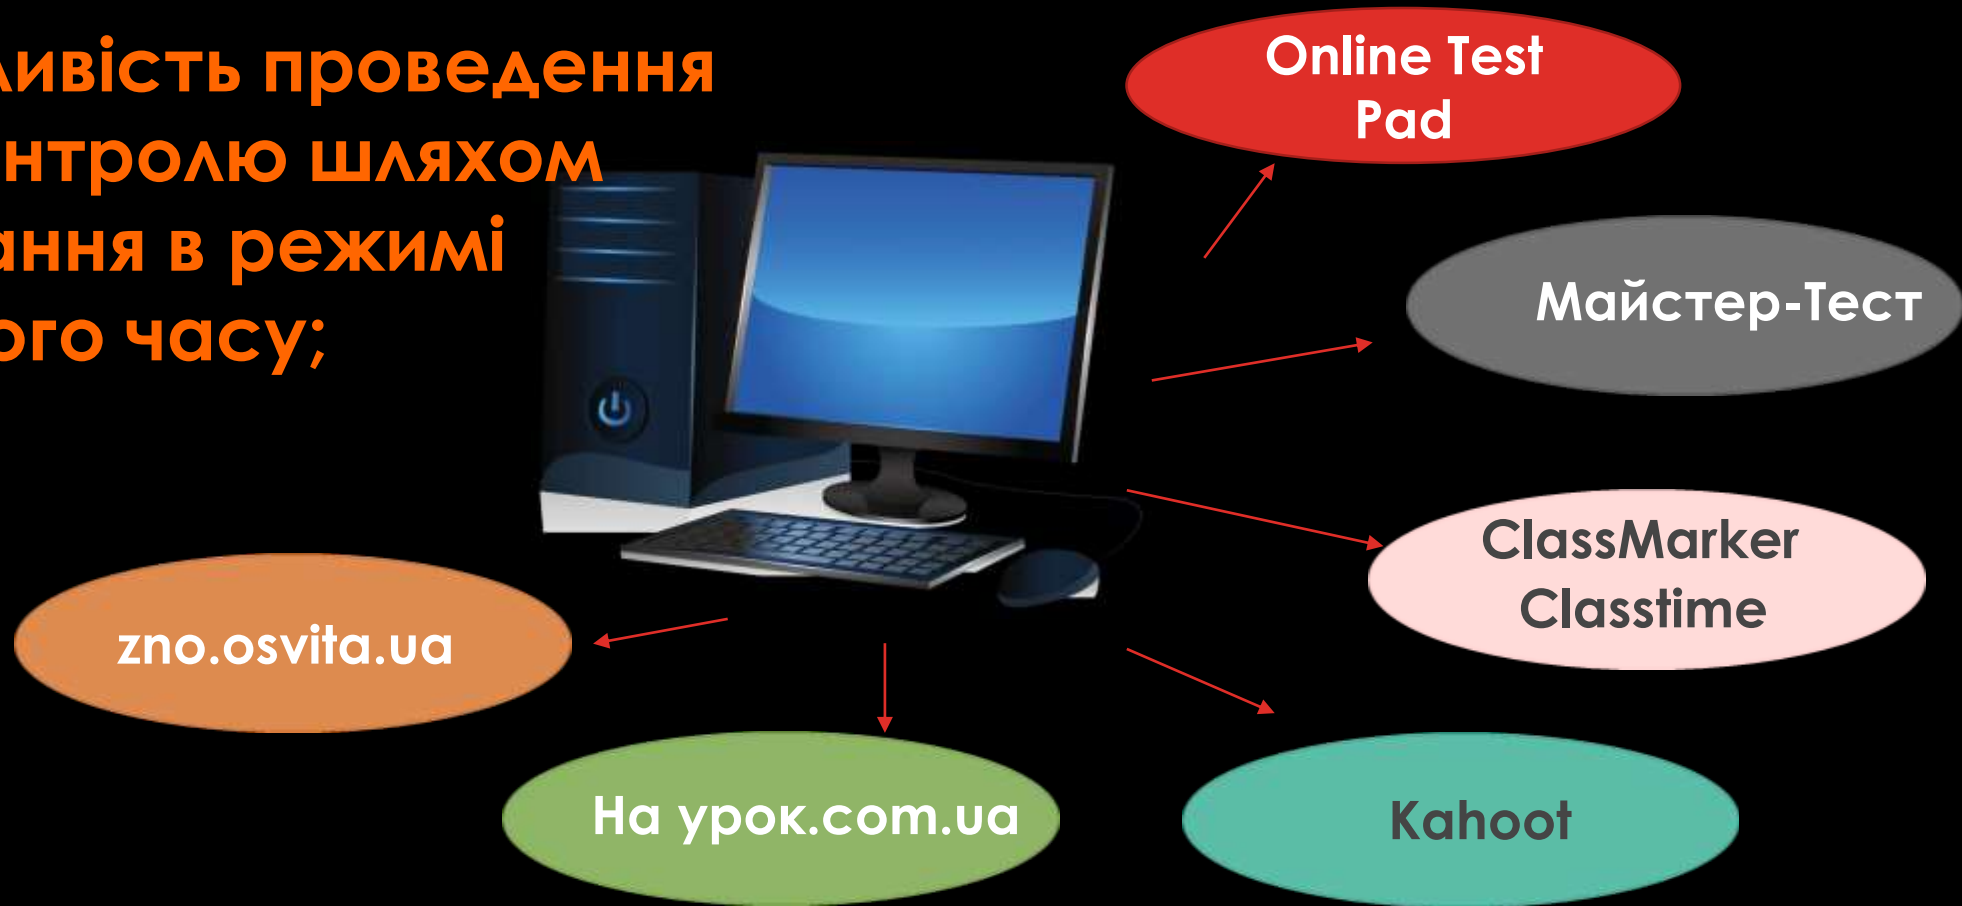 ливість проведення
нтролю шляхом
ання в режимі
ого часу;
Online Test
Pad
Майстер-Тест
ClassMarker
Classtime
zno.osvita.ua
На урок.com.ua
Kahoot